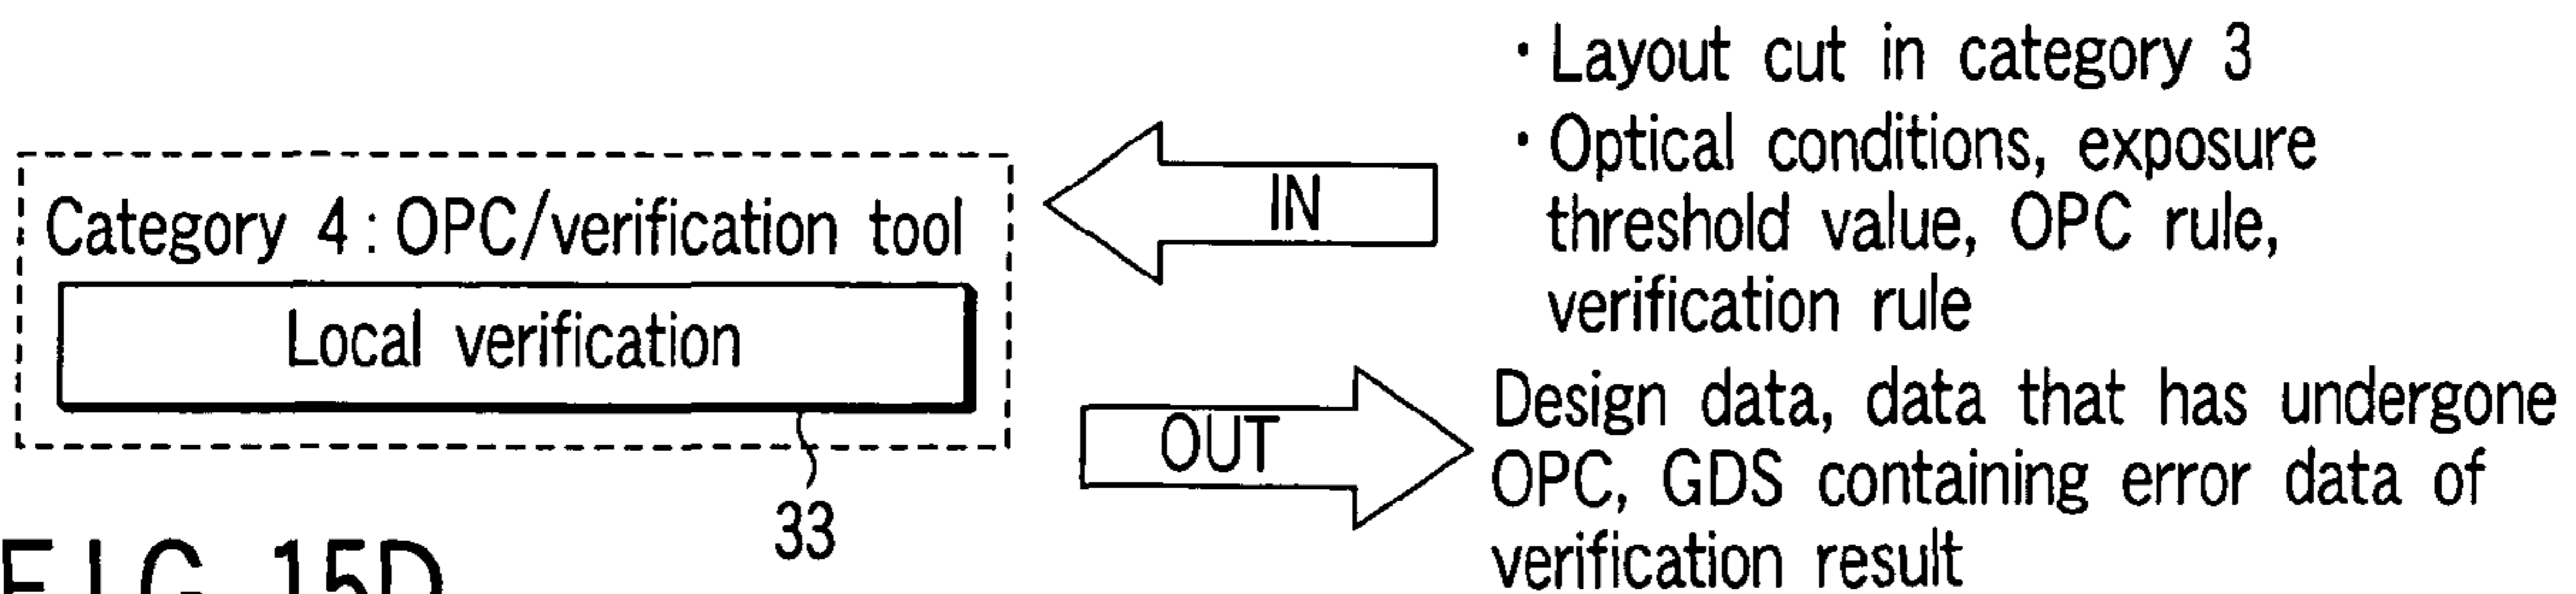 Category 4 : OPC/verification tool
Local verification
33
IN
· Layout cut in category 3
· Optical conditions, exposure
threshold value, OPC rule,
verification rule
OUT
Design data, data that has undergone
OPC, GDS containing error data of
verification result
FIG. 15D